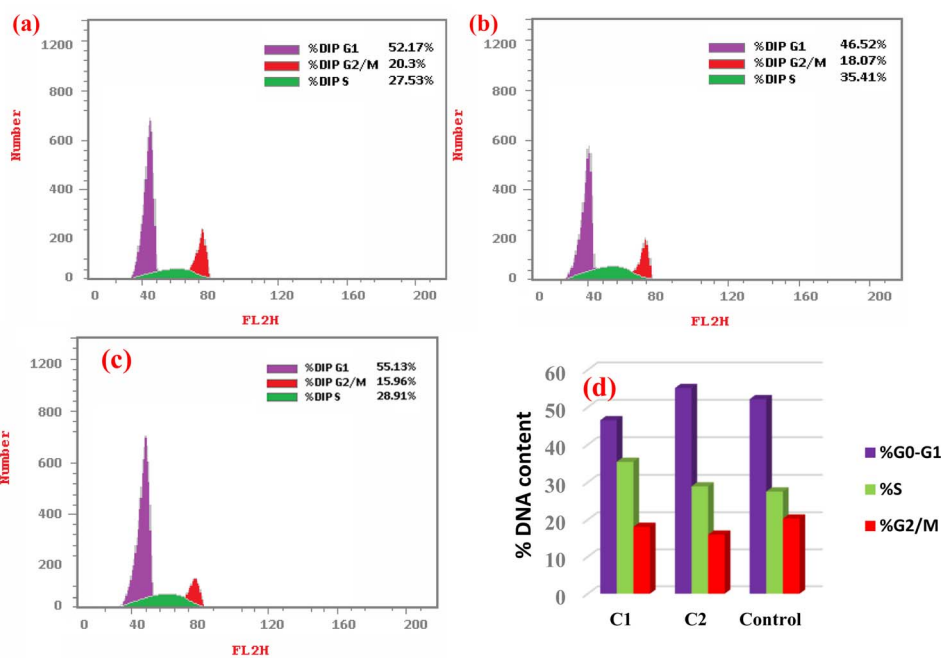 (a)
1200
800
600
400
200
0
Number
%DIP G1 52.17%
%DIP G2/M 20.3%
%DIP S 27.53%
0 40 80 120 160 200
FL2H
(b)
1200
800
600
400
200
0
Number
%DIP G1 46.52%
%DIP G2/M 18.07%
%DIP S 35.41%
0 40 80 120 160 200
FL2H
(c)
1200
800
600
400
200
0
Number
%DIP G1 55.13%
%DIP G2/M 15.96%
%DIP S 28.91%
0 40 80 120 160 200
FL2H
(d)
60
50
40
30
20
10
0
% DNA content
C1 C2 Control
%G0-G1
%S
%G2/M